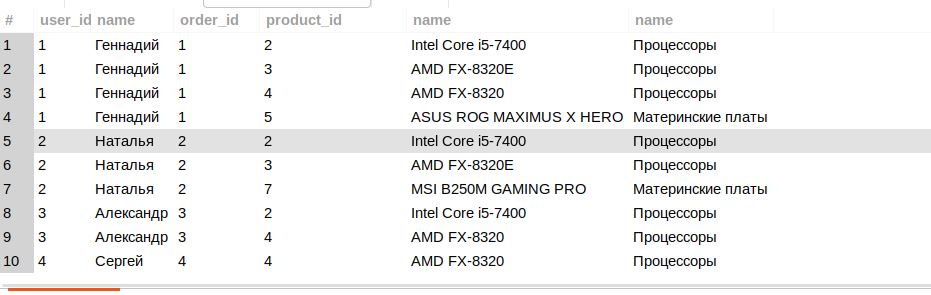 # user_id name order_id product_id name name
1 1 Геннадий 1 2 Intel Core i5-7400 Процессоры
2 1 Геннадий 1 3 AMD FX-8320E Процессоры
3 1 Геннадий 1 4 AMD FX-8320 Процессоры
4 1 Геннадий 1 5 ASUS ROG MAXIMUS X HERO Материнские платы
5 2 Наталья 2 2 Intel Core i5-7400 Процессоры
6 2 Наталья 2 3 AMD FX-8320E Процессоры
7 2 Наталья 2 7 MSI B250M GAMING PRO Материнские платы
8 3 Александр 3 2 Intel Core i5-7400 Процессоры
9 3 Александр 3 4 AMD FX-8320 Процессоры
10 4 Сергей 4 4 AMD FX-8320 Процессоры